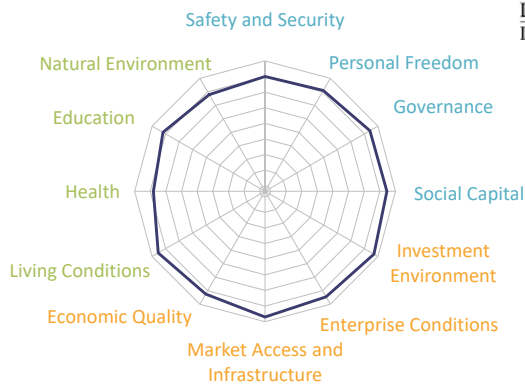 Safety and Security
Natural Environment
Personal Freedom
Education
Governance
Health
Social Capital
Investment
Environment
Living Conditions
Economic Quality
Enterprise Conditions
Market Access and
Infrastructure